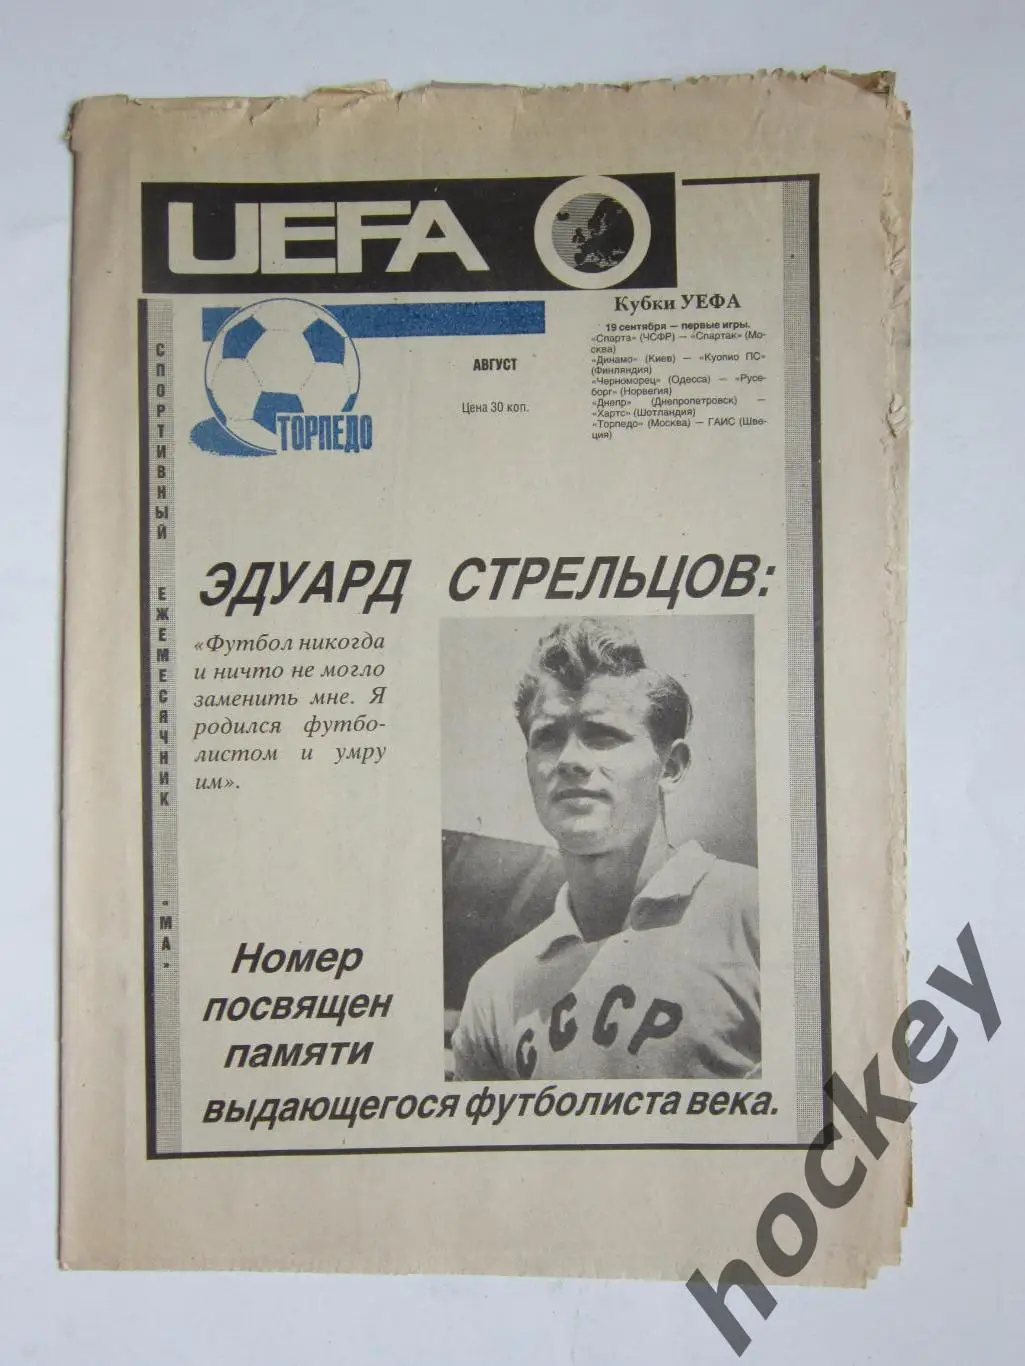 UEFA
ТОРПЕДО
АВГУСТ
Цена 30 коп.
Кубки УЕФА
19 сентября — первые игры.
«Спарта» (ЧСФР) — «Спартак» (Мо-
сква)
«Динамо» (Киев) — «Куопио ПС»
(Финляндия)
«Черноморец» (Одесса) — «Русе-
борг» (Норвегия)
«Днепр» (Днепропетровск) —
«Хартс» (Шотландия)
«Торпедо» (Москва) — ГАИС (Шве-
ция)
СПОРТИВНЫЙ ЕЖЕМЕСЯЧНИК «МА»
ЭДУАРД СТРЕЛЬЦОВ:
«Футбол никогда
и ничто не могло
заменить мне. Я
родился футбо-
листом и умру
им».
СССР
Номер
посвящен
памяти
выдающегося футболиста века.
hockey